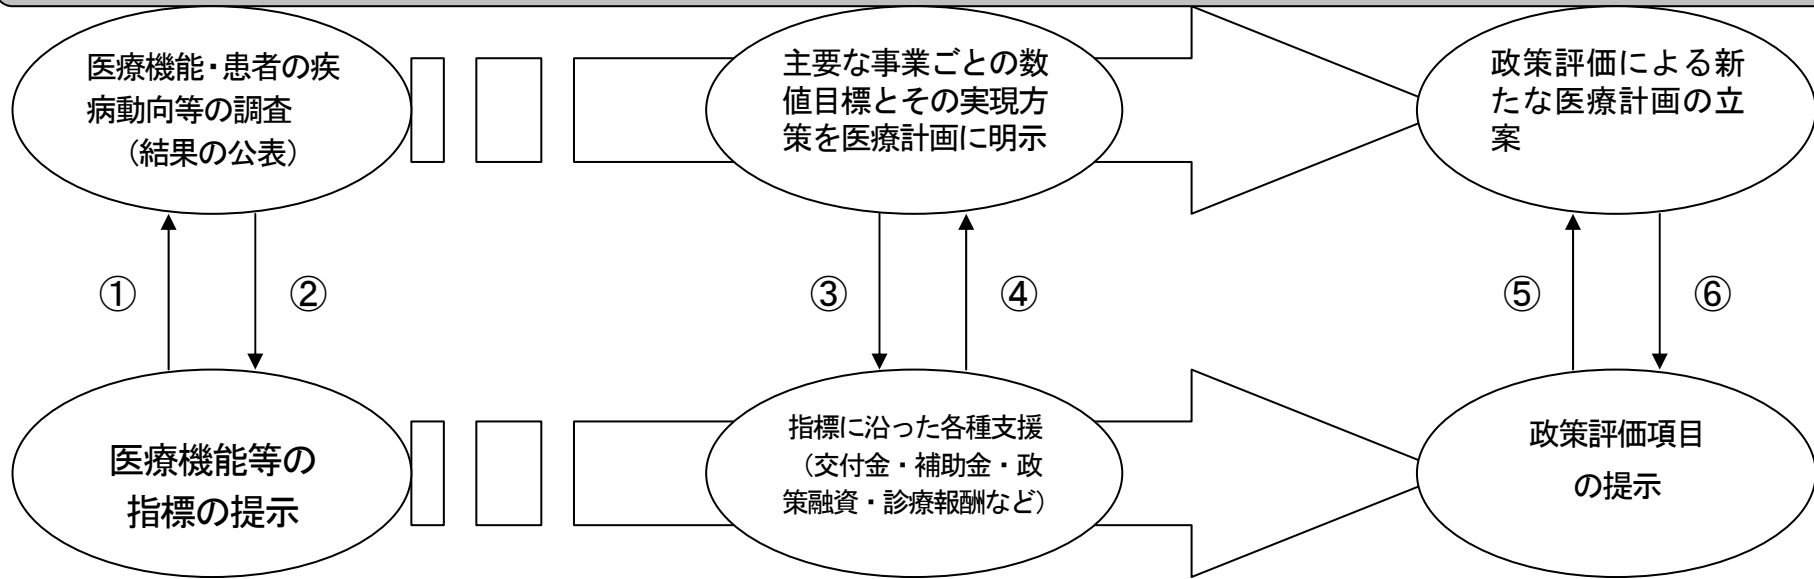 医療機能・患者の疾
病動向等の調査
（結果の公表）
主要な事業ごとの数
値目標とその実現方
策を医療計画に明示
政策評価による新
たな医療計画の立
案
①
②
③
④
⑤
⑥
医療機能等の
指標の提示
指標に沿った各種支援
（交付金・補助金・政
策融資・診療報酬など）
政策評価項目
の提示